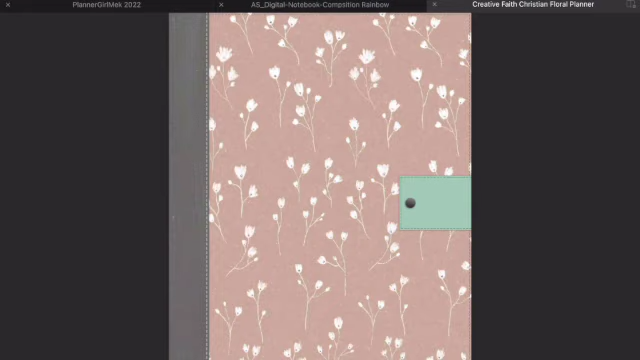 PlannerGirlMek 2022
AS_Digital-Notebook-Compsition Rainbow
Creative Faith Christian Floral Planner